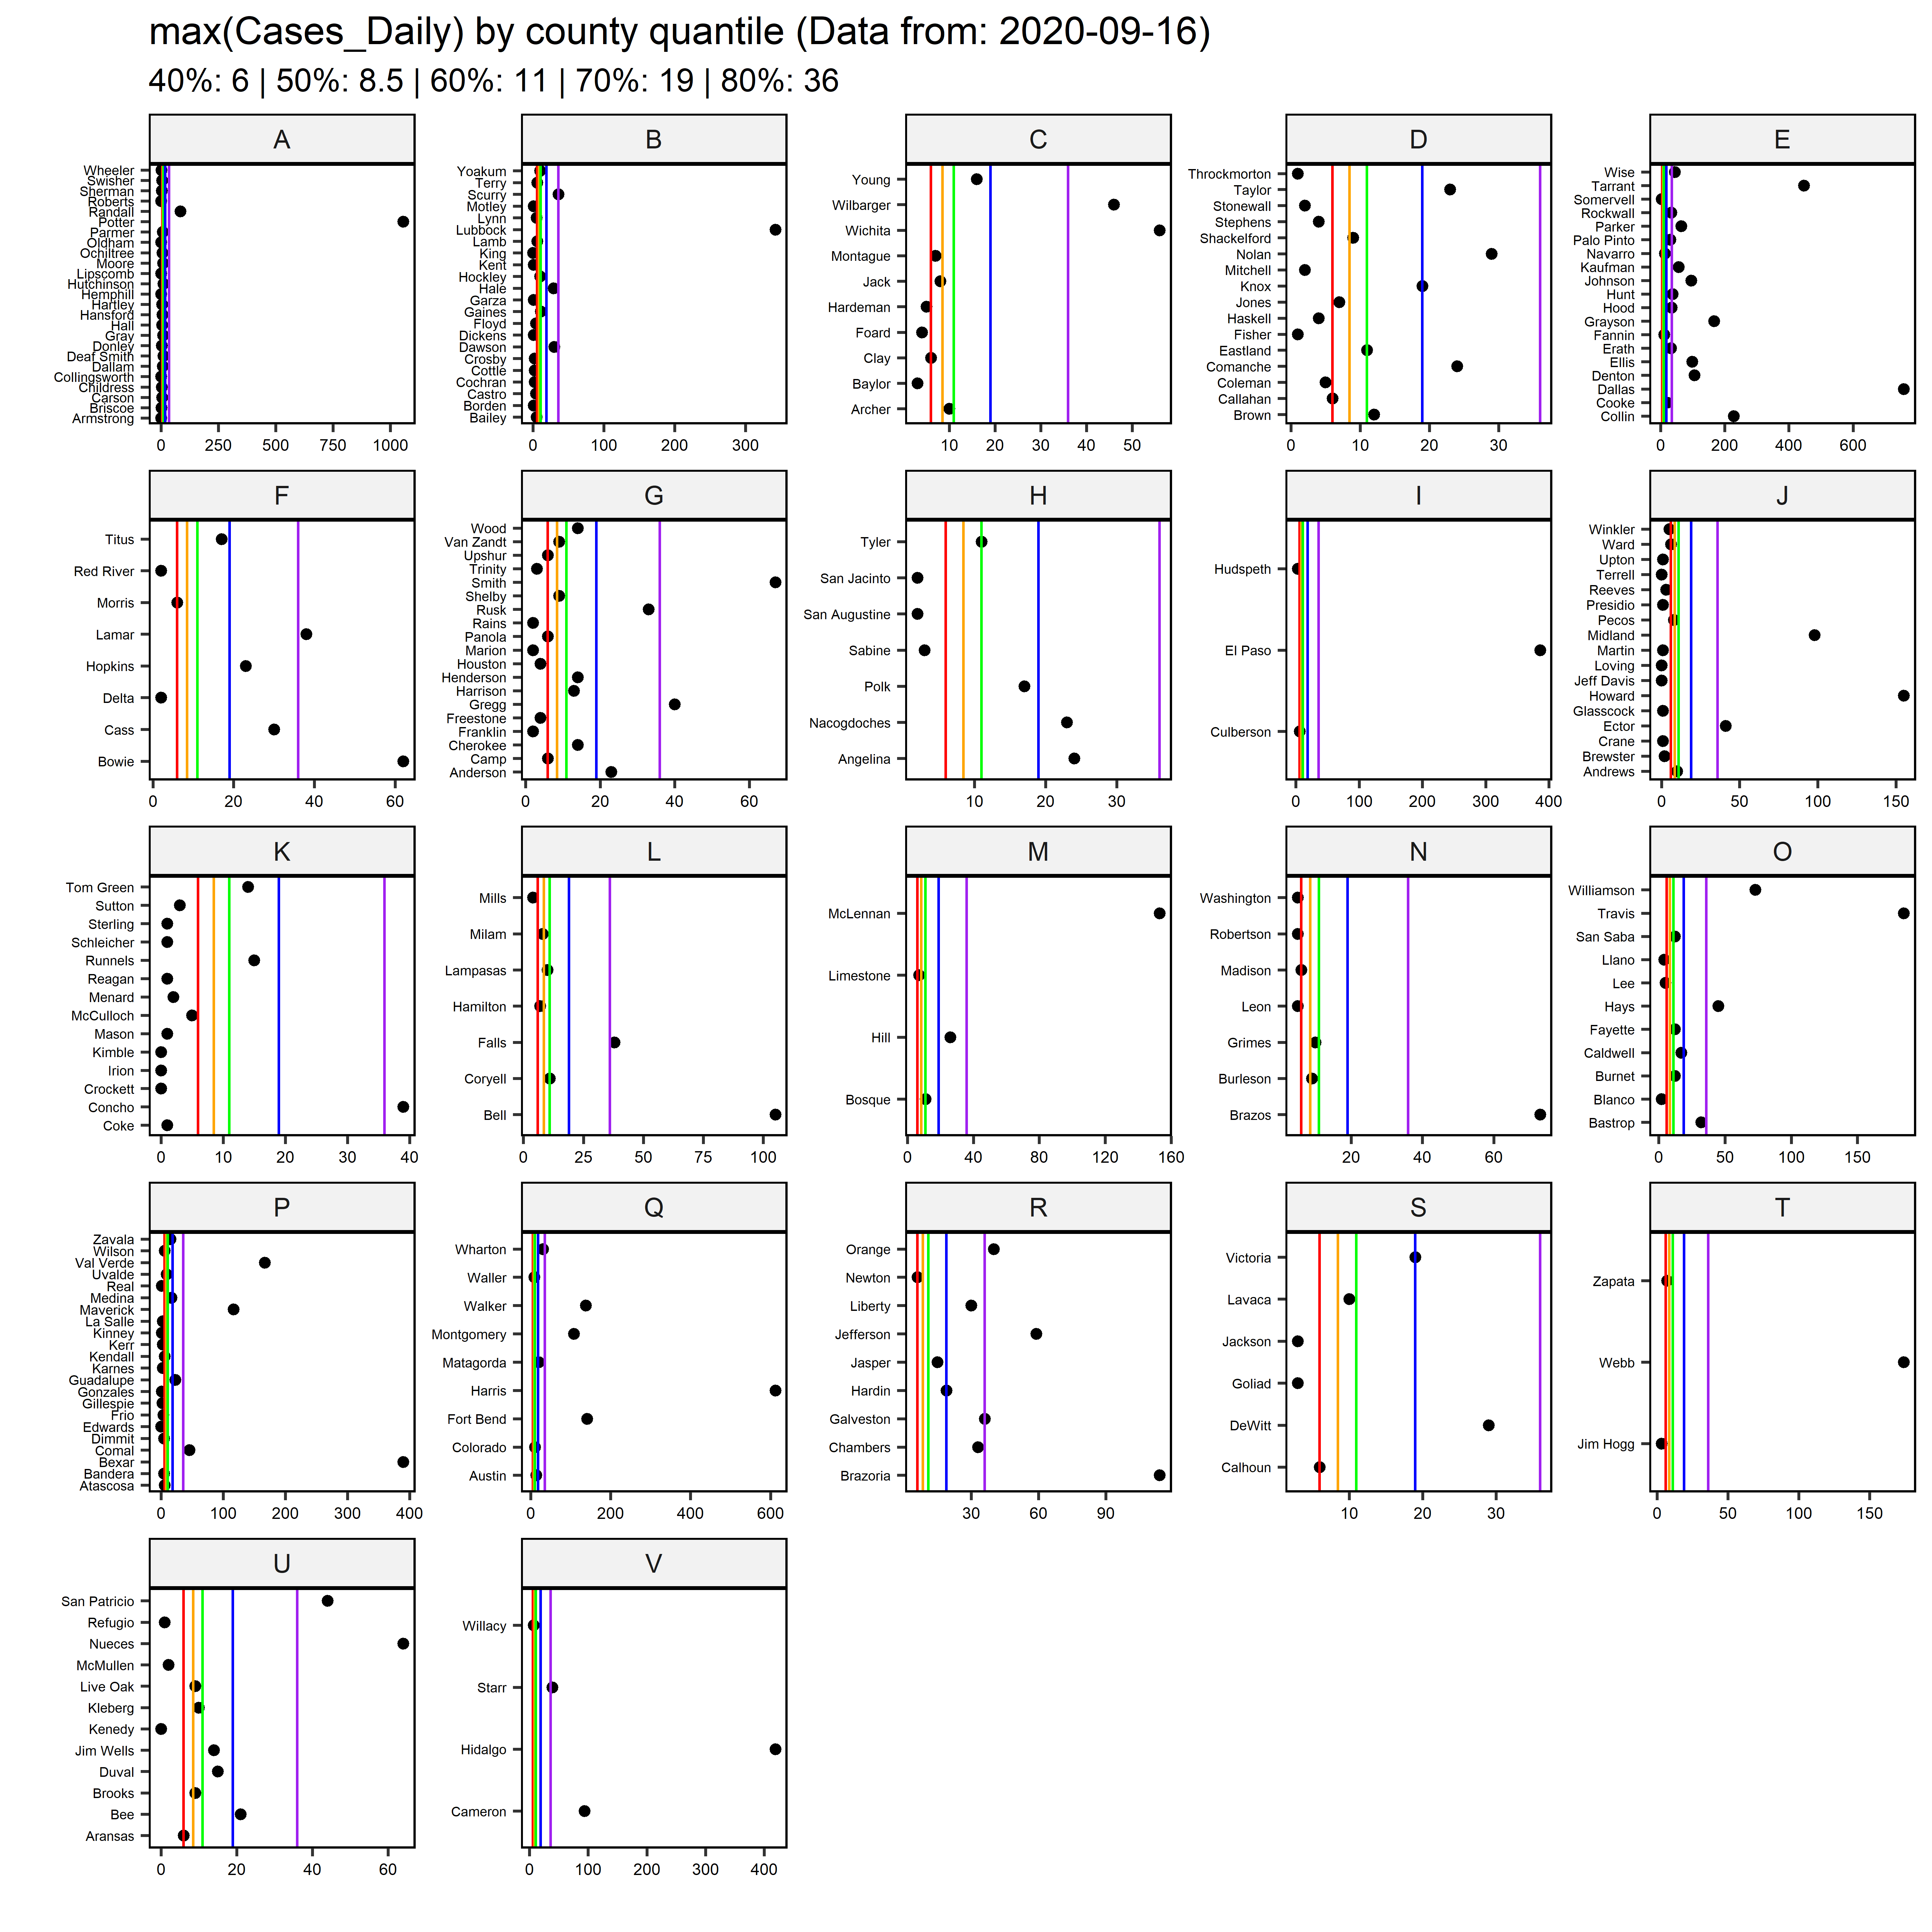 max(Cases_Daily) by county quantile (Data from: 2020-09-16)
40%: 6 | 50%: 8.5 | 60%: 11 | 70%: 19 | 80%: 36
A
Wheeler
Swisher
Sherman
Roberts
Randall
Potter
Parmer
Oldham
Ochiltree
Moore
Lipscomb
Hutchinson
Hemphill
Hartley
Hansford
Hall
Gray
Donley
Deaf Smith
Dallam
Collingsworth
Childress
Carson
Briscoe
Armstrong
0 250 500 750 1000
B
Yoakum
Terry
Scurry
Motley
Lynn
Lubbock
Lamb
King
Kent
Hockley
Hale
Garza
Gaines
Floyd
Dickens
Dawson
Crosby
Cottle
Cochran
Castro
Borden
Bailey
0 100 200 300
C
Young
Wilbarger
Wichita
Montague
Jack
Hardeman
Foard
Clay
Baylor
Archer
10 20 30 40 50
D
Throckmorton
Taylor
Stonewall
Stephens
Shackelford
Nolan
Mitchell
Knox
Jones
Haskell
Fisher
Eastland
Comanche
Coleman
Callahan
Brown
0 10 20 30
E
Wise
Tarrant
Somervell
Rockwall
Parker
Palo Pinto
Navarro
Kaufman
Johnson
Hunt
Hood
Grayson
Fannin
Erath
Ellis
Denton
Dallas
Cooke
Collin
0 200 400 600
F
Titus
Red River
Morris
Lamar
Hopkins
Delta
Cass
Bowie
0 20 40 60
G
Wood
Van Zandt
Upshur
Trinity
Smith
Shelby
Rusk
Rains
Panola
Marion
Houston
Henderson
Harrison
Gregg
Freestone
Franklin
Cherokee
Camp
Anderson
0 20 40 60
H
Tyler
San Jacinto
San Augustine
Sabine
Polk
Nacogdoches
Angelina
10 20 30
I
Hudspeth
El Paso
Culberson
0 100 200 300 400
J
Winkler
Ward
Upton
Terrell
Reeves
Presidio
Pecos
Midland
Martin
Loving
Jeff Davis
Howard
Glasscock
Ector
Crane
Brewster
Andrews
0 50 100 150
K
Tom Green
Sutton
Sterling
Schleicher
Runnels
Reagan
Menard
McCulloch
Mason
Kimble
Irion
Crockett
Concho
Coke
0 10 20 30 40
L
Mills
Milam
Lampasas
Hamilton
Falls
Coryell
Bell
0 25 50 75 100
M
McLennan
Limestone
Hill
Bosque
0 40 80 120 160
N
Washington
Robertson
Madison
Leon
Grimes
Burleson
Brazos
20 40 60
O
Williamson
Travis
San Saba
Llano
Lee
Hays
Fayette
Caldwell
Burnet
Blanco
Bastrop
0 50 100 150
P
Zavala
Wilson
Val Verde
Uvalde
Real
Medina
Maverick
La Salle
Kinney
Kerr
Kendall
Karnes
Guadalupe
Gonzales
Gillespie
Frio
Edwards
Dimmit
Comal
Bexar
Bandera
Atascosa
0 100 200 300 400
Q
Wharton
Waller
Walker
Montgomery
Matagorda
Harris
Fort Bend
Colorado
Austin
0 200 400 600
R
Orange
Newton
Liberty
Jefferson
Jasper
Hardin
Galveston
Chambers
Brazoria
30 60 90
S
Victoria
Lavaca
Jackson
Goliad
DeWitt
Calhoun
10 20 30
T
Zapata
Webb
Jim Hogg
0 50 100 150
U
San Patricio
Refugio
Nueces
McMullen
Live Oak
Kleberg
Kenedy
Jim Wells
Duval
Brooks
Bee
Aransas
0 20 40 60
V
Willacy
Starr
Hidalgo
Cameron
0 100 200 300 400